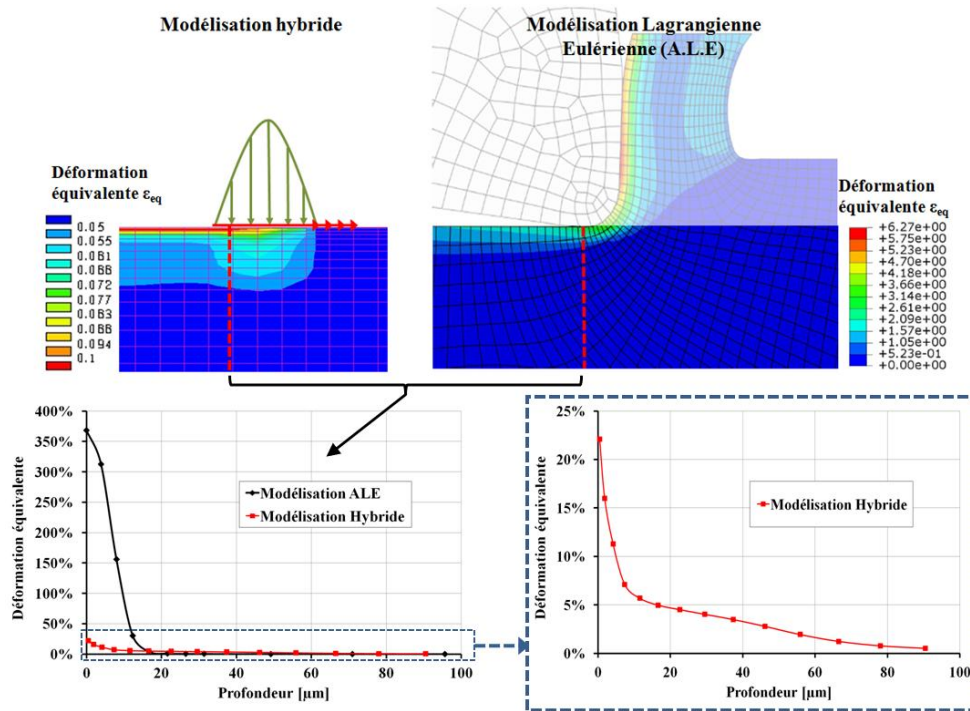 Modélisation hybride
Modélisation Lagrangienne
Eulérienne (A.L.E)
Déformation
équivalente εeq
0.05
0.055
0.0B1
0.0BB
0.072
0.077
0.0B3
0.0BB
0.094
0.1
Déformation
équivalente εeq
+6.27e+00
+5.75e+00
+5.23e+00
+4.70e+00
+4.18e+00
+3.66e+00
+3.14e+00
+2.61e+00
+2.09e+00
+1.57e+00
+1.05e+00
+5.23e-01
+0.00e+00
Déformation équivalente
400%
350%
300%
250%
200%
150%
100%
50%
0%
Modélisation ALE
Modélisation Hybride
0 20 40 60 80 100
Profondeur [µm]
Déformation équivalente
25%
20%
15%
10%
5%
0%
Modélisation Hybride
0 20 40 60 80 100
Profondeur [µm]